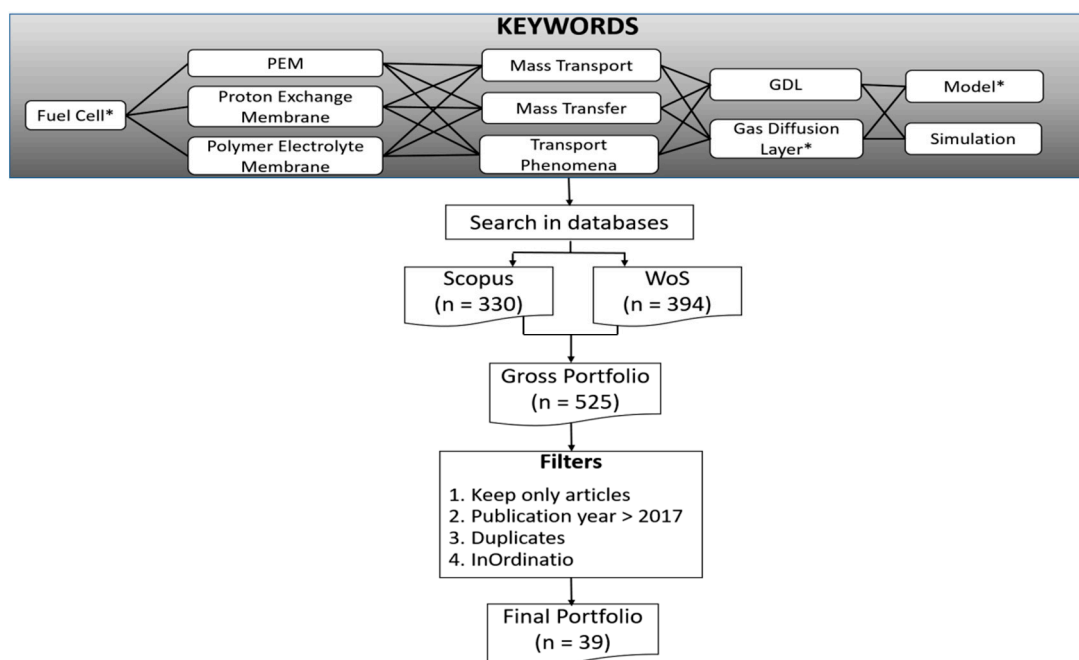 KEYWORDS
Fuel Cell*
PEM
Proton Exchange
Membrane
Polymer Electrolyte
Membrane
Mass Transport
Mass Transfer
Transport
Phenomena
GDL
Gas Diffusion
Layer*
Model*
Simulation
Search in databases
Scopus
(n = 330)
WoS
(n = 394)
Gross Portfolio
(n = 525)
Filters
1. Keep only articles
2. Publication year > 2017
3. Duplicates
4. InOrdinatio
Final Portfolio
(n = 39)